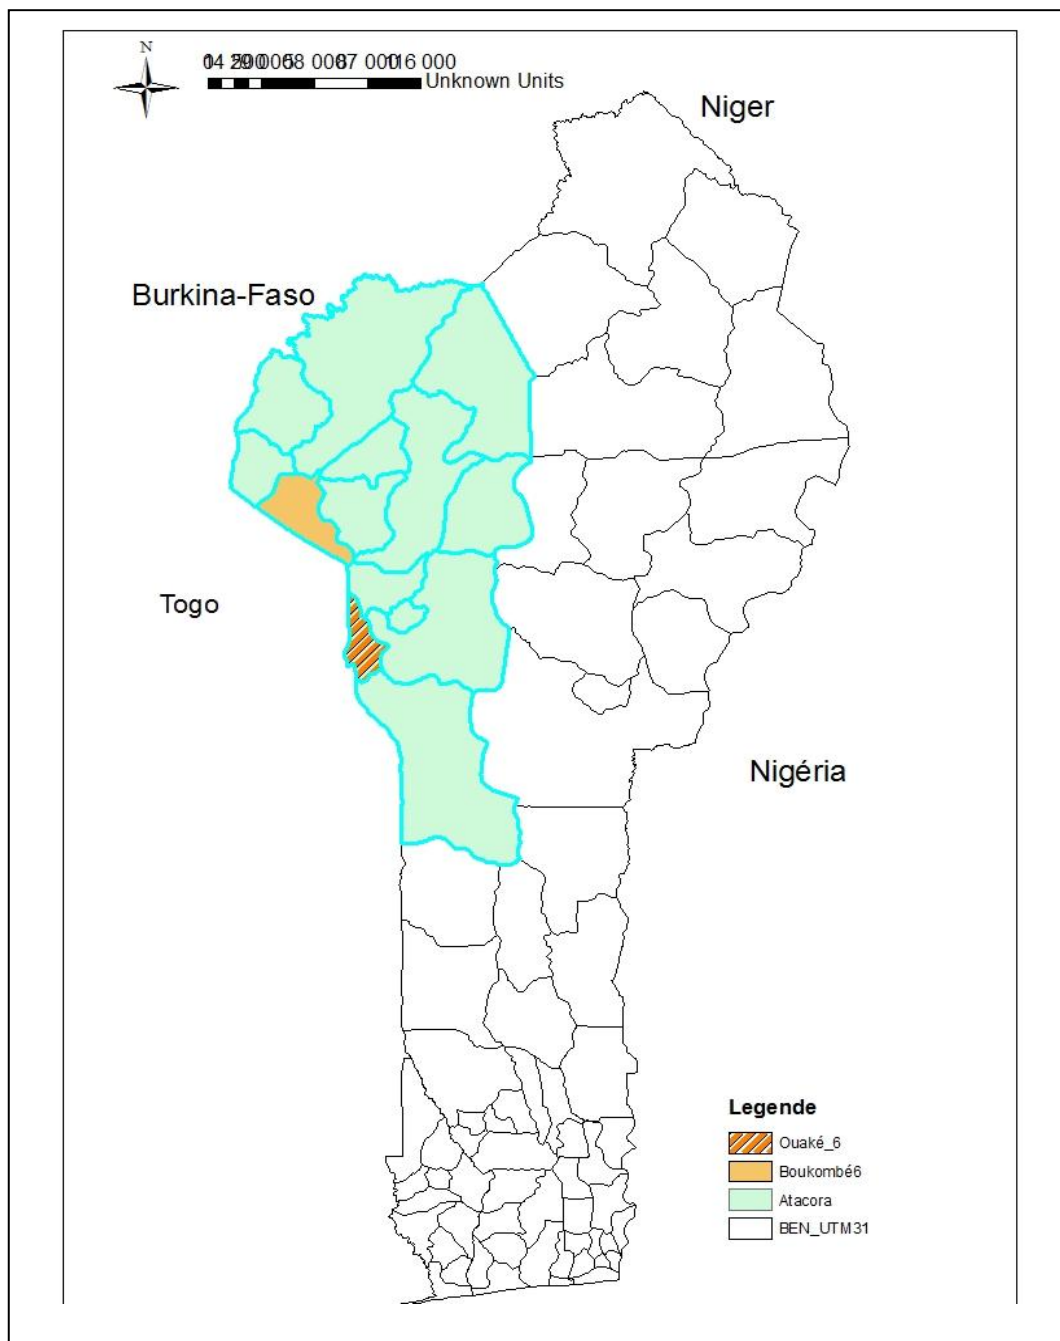 N
Unknown Units
Niger
Burkina-Faso
Togo
Nigéria
Legende
Ouaké_6
Boukombé6
Atacora
BEN_UTM31